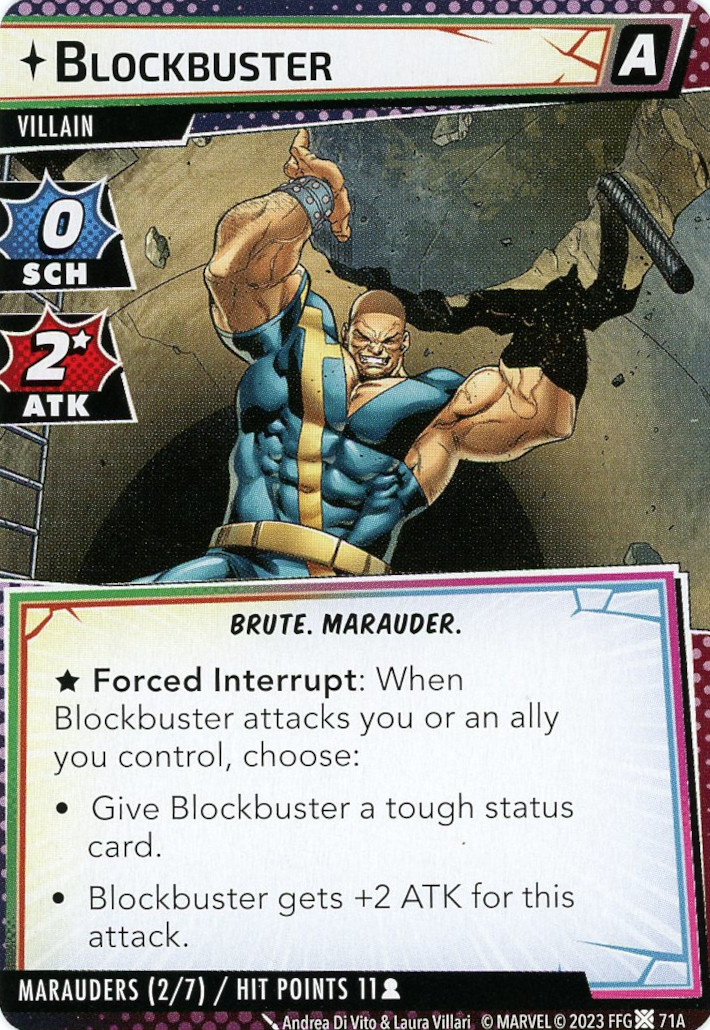 BLOCKBUSTER
A
VILLAIN
0
SCH
2★
ATK
BRUTE. MARAUDER.
★ Forced Interrupt: When
Blockbuster attacks you or an ally
you control, choose:
• Give Blockbuster a tough status
card.
• Blockbuster gets +2 ATK for this
attack.
MARAUDERS (2/7) / HIT POINTS 11
Andrea Di Vito & Laura Villari © MARVEL © 2023 FFG 71A